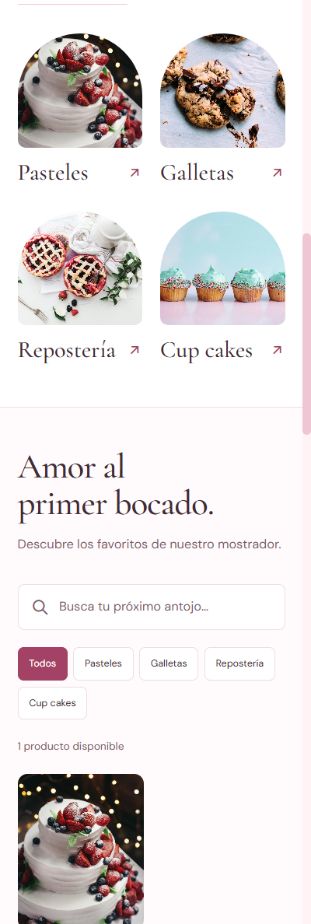 Pasteles
Galletas
Repostería
Cup cakes
Amor al
primer bocado.
Descubre los favoritos de nuestro mostrador.
Busca tu próximo antojo...
Todos
Pasteles
Galletas
Repostería
Cup cakes
1 producto disponible